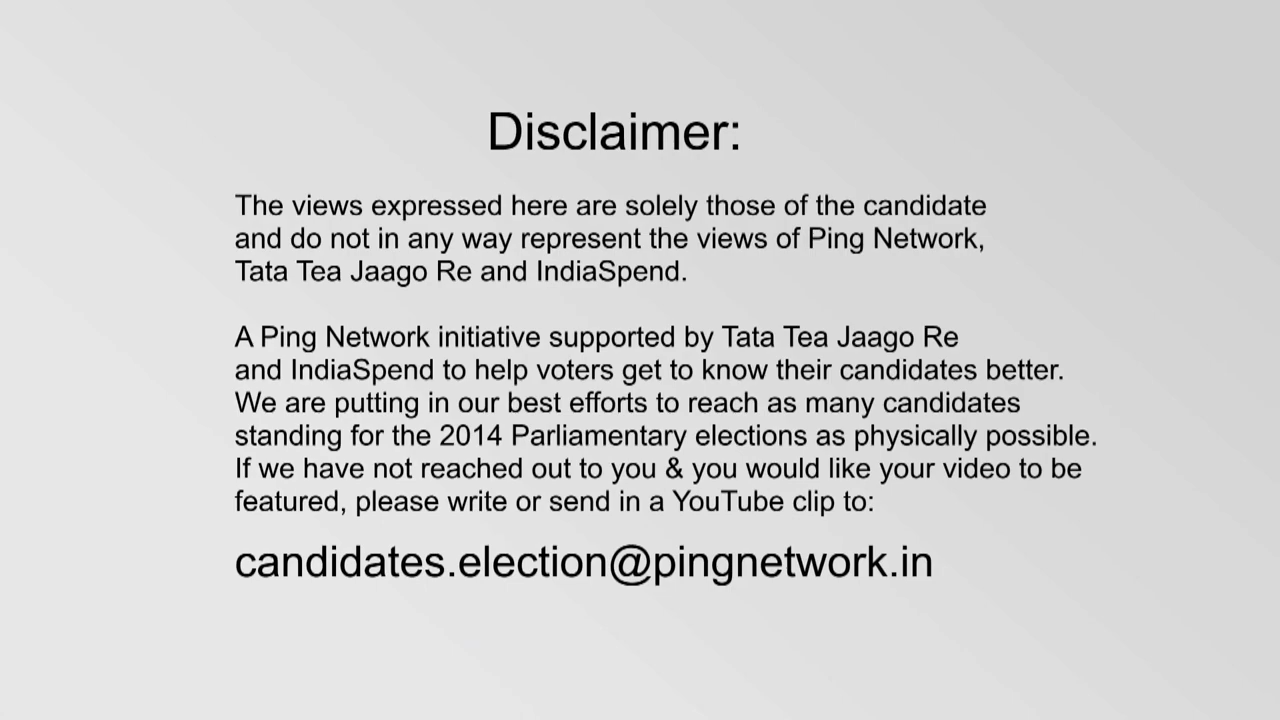 Disclaimer:
The views expressed here are solely those of the candidate
and do not in any way represent the views of Ping Network,
Tata Tea Jaago Re and IndiaSpend.
A Ping Network initiative supported by Tata Tea Jaago Re
and IndiaSpend to help voters get to know their candidates better.
We are putting in our best efforts to reach as many candidates
standing for the 2014 Parliamentary elections as physically possible.
If we have not reached out to you & you would like your video to be
featured, please write or send in a YouTube clip to:
candidates.election@pingnetwork.in